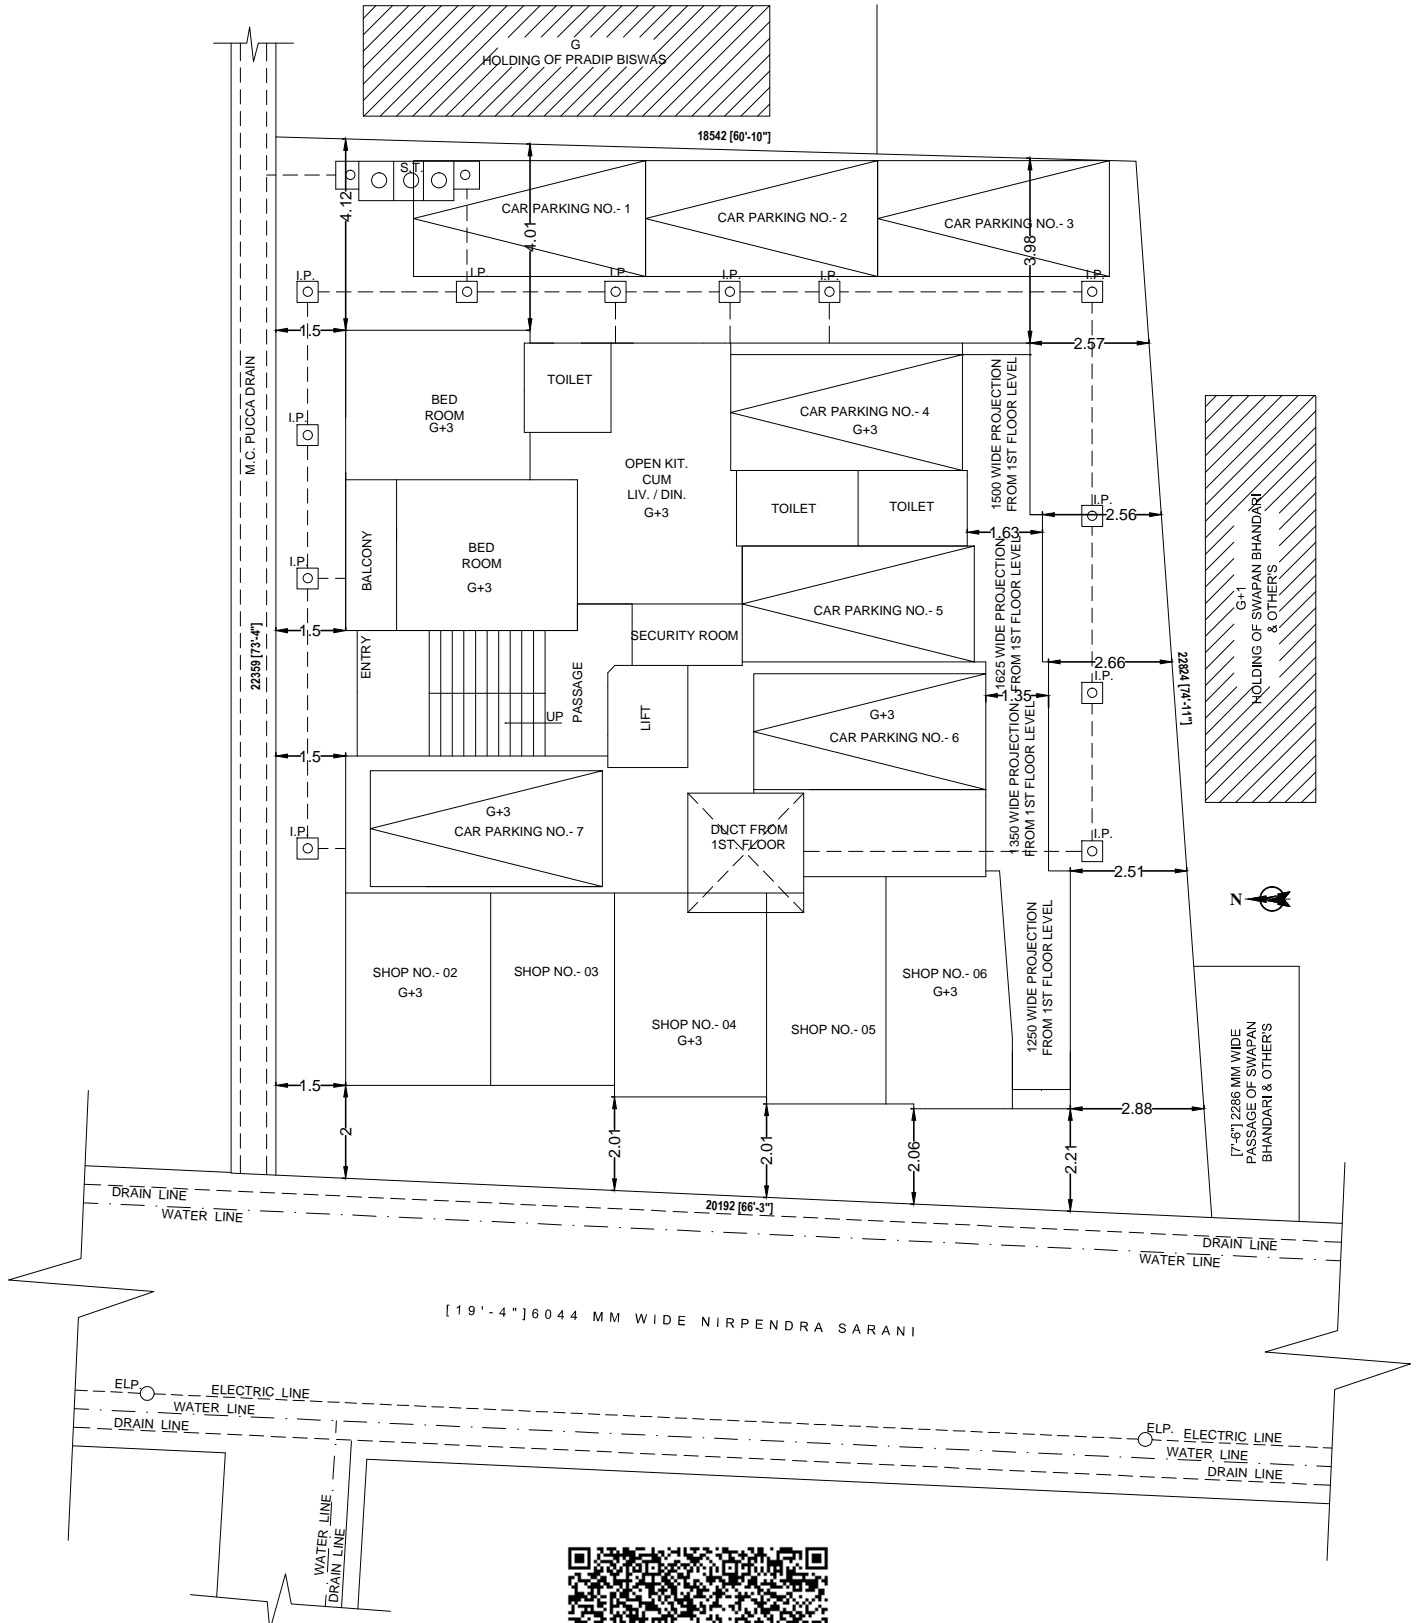 G
HOLDING OF PRADIP BISWAS
18542 [60'-10"]
S.T.
4.12
4.01
3.98
CAR PARKING NO.- 1
CAR PARKING NO.- 2
CAR PARKING NO.- 3
I.P.
I.P
I.P
I.P.
I.P.
I.P.
1.5
2.57
M.C. PUCCA DRAIN
BED
ROOM
G+3
TOILET
CAR PARKING NO.- 4
G+3
1500 WIDE PROJECTION
FROM 1ST FLOOR LEVEL
I.P.
OPEN KIT.
CUM
LIV. / DIN.
G+3
TOILET
TOILET
I.P.
2.56
1.63
G+1
HOLDING OF SWAPAN BHANDARI
& OTHER'S
I.P.
BALCONY
BED
ROOM
G+3
CAR PARKING NO.- 5
1625 WIDE PROJECTION
FROM 1ST FLOOR LEVEL
1.5
22359 [73'-4"]
ENTRY
SECURITY ROOM
2.66
22824 [74'-11"]
PASSAGE
UP
LIFT
G+3
CAR PARKING NO.- 6
1.35
I.P.
1.5
1350 WIDE PROJECTION
FROM 1ST FLOOR LEVEL
G+3
CAR PARKING NO.- 7
DUCT FROM
1ST. FLOOR
I.P.
I.P.
2.51
N
SHOP NO.- 02
G+3
SHOP NO.- 03
SHOP NO.- 04
G+3
SHOP NO.- 05
SHOP NO.- 06
G+3
1250 WIDE PROJECTION
FROM 1ST FLOOR LEVEL
[7'-6"] 2286 MM WIDE
PASSAGE OF SWAPAN
BHANDARI & OTHER'S
1.5
2
2.01
2.01
2.06
2.21
2.88
20192 [66'-3"]
DRAIN LINE
WATER LINE
DRAIN LINE
WATER LINE
[19'-4"]6044 MM WIDE NIRPENDRA SARANI
ELP.
ELECTRIC LINE
WATER LINE
DRAIN LINE
ELP.
ELECTRIC LINE
WATER LINE
DRAIN LINE
WATER LINE
DRAIN LINE